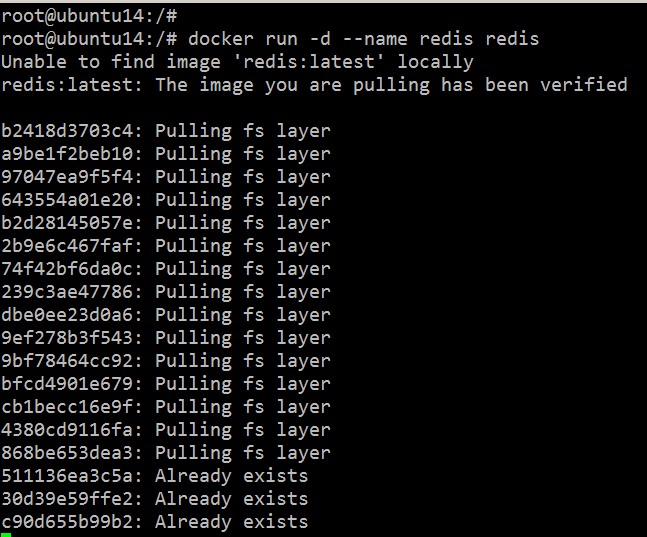 root@ubuntu14:/#
root@ubuntu14:/# docker run -d --name redis redis
Unable to find image 'redis:latest' locally
redis:latest: The image you are pulling has been verified
b2418d3703c4: Pulling fs layer
a9be1f2beb10: Pulling fs layer
97047ea9f5f4: Pulling fs layer
643554a01e20: Pulling fs layer
b2d28145057e: Pulling fs layer
2b9e6c467faf: Pulling fs layer
74f42bf6da0c: Pulling fs layer
239c3ae47786: Pulling fs layer
dbe0ee23d0a6: Pulling fs layer
9ef278b3f543: Pulling fs layer
9bf78464cc92: Pulling fs layer
bfcd4901e679: Pulling fs layer
cb1becc16e9f: Pulling fs layer
4380cd9116fa: Pulling fs layer
868be653dea3: Pulling fs layer
511136ea3c5a: Already exists
30d39e59ffe2: Already exists
c90d655b99b2: Already exists